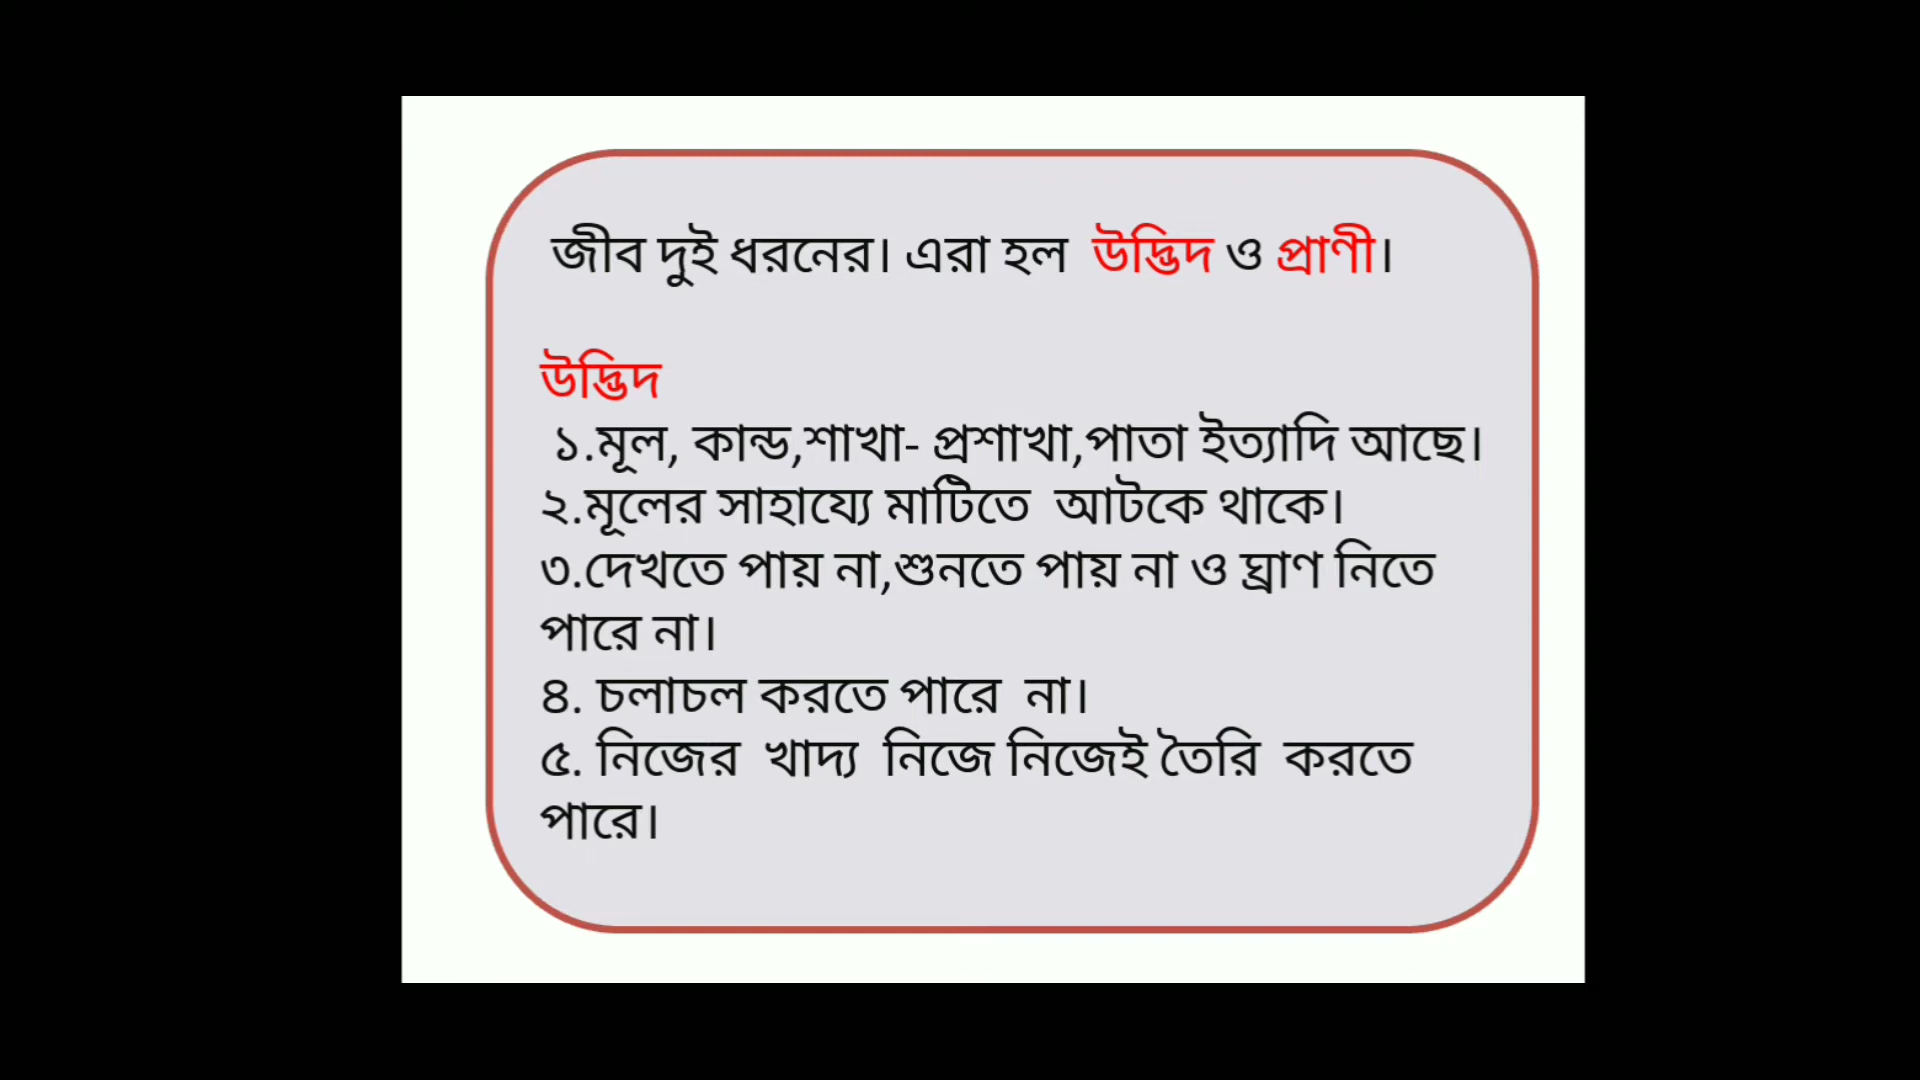 জীব দুই ধরনের। এরা হল উদ্ভিদ ও প্রাণী।
উদ্ভিদ
১.মূল, কান্ড,শাখা- প্রশাখা,পাতা ইত্যাদি আছে।
২.মূলের সাহায্যে মাটিতে আটকে থাকে।
৩.দেখতে পায় না,শুনতে পায় না ও ঘ্রাণ নিতে
পারে না।
৪. চলাচল করতে পারে না।
৫. নিজের খাদ্য নিজে নিজেই তৈরি করতে
পারে।